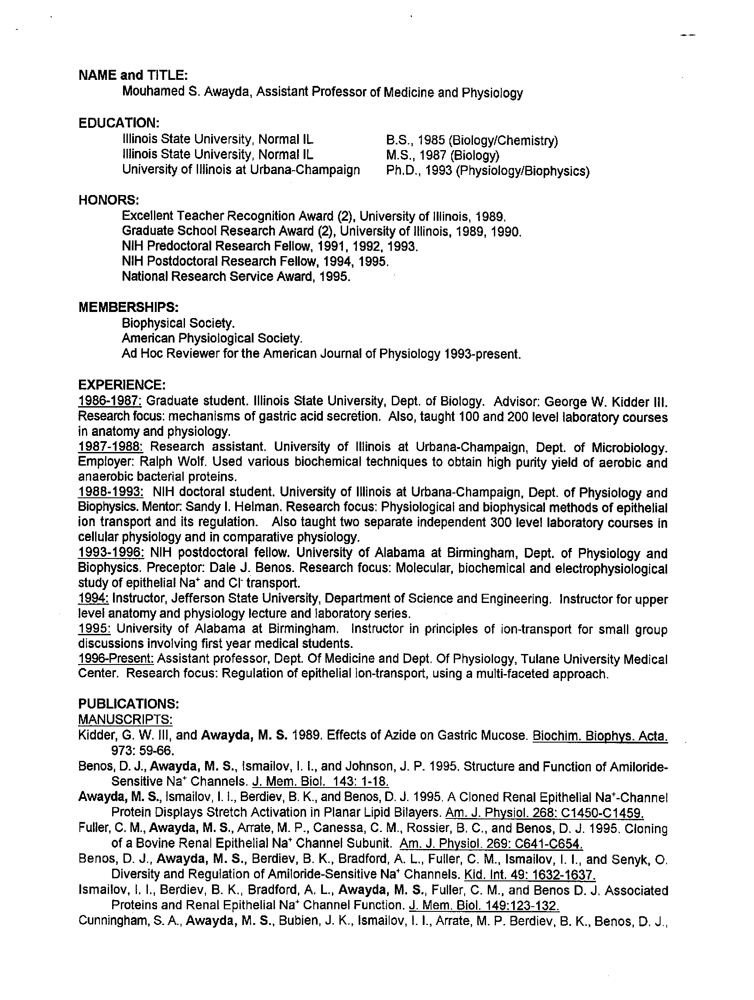 NAME and TITLE:
Mouhamed S. Awayda, Assistant Professor of Medicine and Physiology
EDUCATION:
Illinois State University, Normal IL B.S., 1985 (Biology/Chemistry)
Illinois State University, Normal IL M.S., 1987 (Biology)
University of Illinois at Urbana-Champaign Ph.D., 1993 (Physiology/Biophysics)
HONORS:
Excellent Teacher Recognition Award (2), University of Illinois, 1989.
Graduate School Research Award (2), University of Illinois, 1989, 1990.
NIH Predoctoral Research Fellow, 1991, 1992, 1993.
NIH Postdoctoral Research Fellow, 1994, 1995.
National Research Service Award, 1995.
MEMBERSHIPS:
Biophysical Society.
American Physiological Society.
Ad Hoc Reviewer for the American Journal of Physiology 1993-present.
EXPERIENCE:
1986-1987: Graduate student. Illinois State University, Dept. of Biology. Advisor: George W. Kidder III.
Research focus: mechanisms of gastric acid secretion. Also, taught 100 and 200 level laboratory courses
in anatomy and physiology.
1987-1988: Research assistant. University of Illinois at Urbana-Champaign, Dept. of Microbiology.
Employer: Ralph Wolf. Used various biochemical techniques to obtain high purity yield of aerobic and
anaerobic bacterial proteins.
1988-1993: NIH doctoral student. University of Illinois at Urbana-Champaign, Dept. of Physiology and
Biophysics. Mentor: Sandy I. Helman. Research focus: Physiological and biophysical methods of epithelial
ion transport and its regulation. Also taught two separate independent 300 level laboratory courses in
cellular physiology and in comparative physiology.
1993-1996: NIH postdoctoral fellow. University of Alabama at Birmingham, Dept. of Physiology and
Biophysics. Preceptor: Dale J. Benos. Research focus: Molecular, biochemical and electrophysiological
study of epithelial Na⁺ and Cl⁻ transport.
1994: Instructor, Jefferson State University, Department of Science and Engineering. Instructor for upper
level anatomy and physiology lecture and laboratory series.
1995: University of Alabama at Birmingham. Instructor in principles of ion-transport for small group
discussions involving first year medical students.
1996-Present: Assistant professor, Dept. Of Medicine and Dept. Of Physiology, Tulane University Medical
Center. Research focus: Regulation of epithelial ion-transport, using a multi-faceted approach.
PUBLICATIONS:
MANUSCRIPTS:
Kidder, G. W. III, and Awayda, M. S. 1989. Effects of Azide on Gastric Mucose. Biochim. Biophys. Acta.
973: 59-66.
Benos, D. J., Awayda, M. S., Ismailov, I. I., and Johnson, J. P. 1995. Structure and Function of Amiloride-
Sensitive Na⁺ Channels. J. Mem. Biol. 143: 1-18.
Awayda, M. S., Ismailov, I. I., Berdiev, B. K., and Benos, D. J. 1995. A Cloned Renal Epithelial Na⁺-Channel
Protein Displays Stretch Activation in Planar Lipid Bilayers. Am. J. Physiol. 268: C1450-C1459.
Fuller, C. M., Awayda, M. S., Arrate, M. P., Canessa, C. M., Rossier, B. C., and Benos, D. J. 1995. Cloning
of a Bovine Renal Epithelial Na⁺ Channel Subunit. Am. J. Physiol. 269: C641-C654.
Benos, D. J., Awayda, M. S., Berdiev, B. K., Bradford, A. L., Fuller, C. M., Ismailov, I. I., and Senyk, O.
Diversity and Regulation of Amiloride-Sensitive Na⁺ Channels. Kid. Int. 49: 1632-1637.
Ismailov, I. I., Berdiev, B. K., Bradford, A. L., Awayda, M. S., Fuller, C. M., and Benos D. J. Associated
Proteins and Renal Epithelial Na⁺ Channel Function. J. Mem. Biol. 149:123-132.
Cunningham, S. A., Awayda, M. S., Bubien, J. K., Ismailov, I. I., Arrate, M. P. Berdiev, B. K., Benos, D. J.,